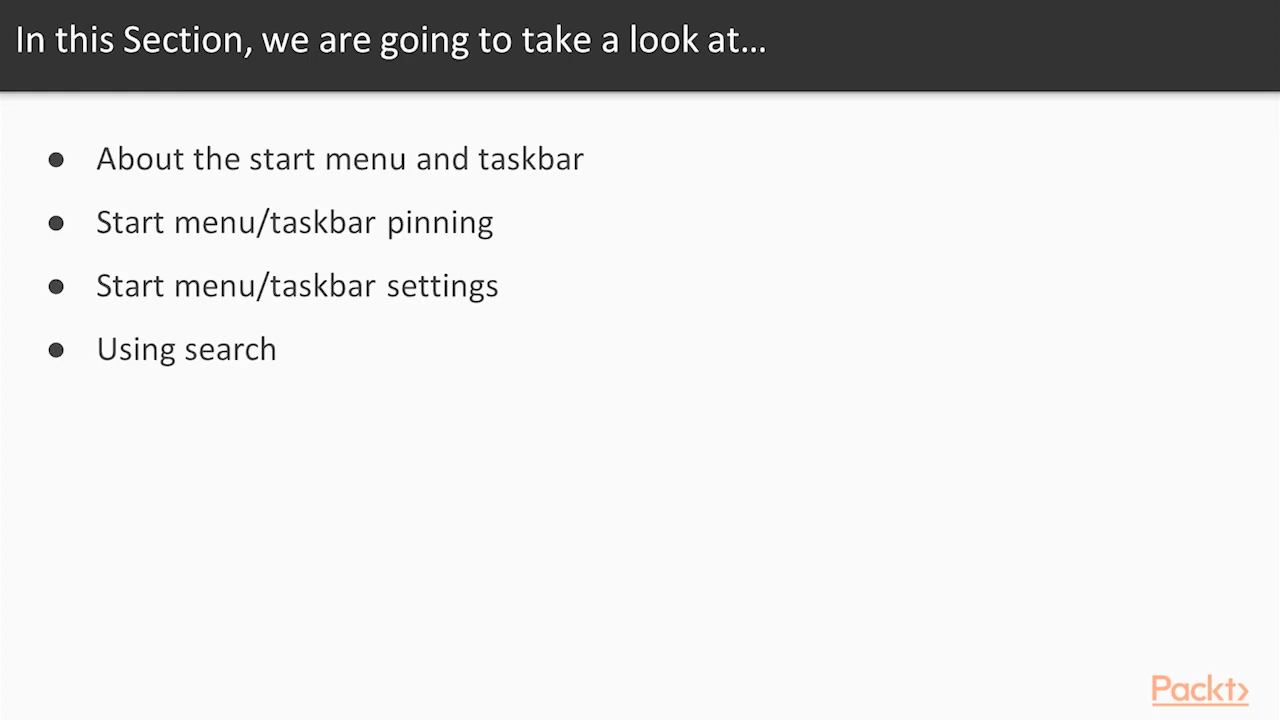 In this Section, we are going to take a look at...
● About the start menu and taskbar
● Start menu/taskbar pinning
● Start menu/taskbar settings
● Using search
Packt>